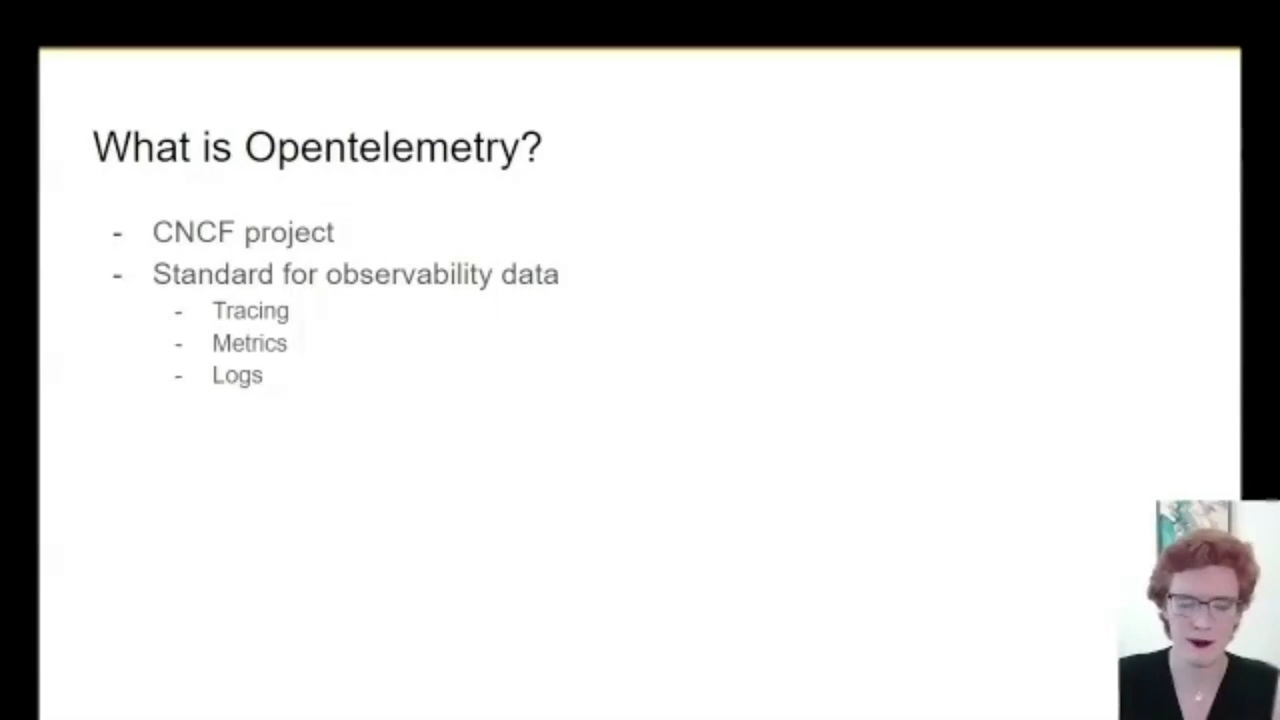 What is Opentelemetry?
- CNCF project
- Standard for observability data
- Tracing
- Metrics
- Logs